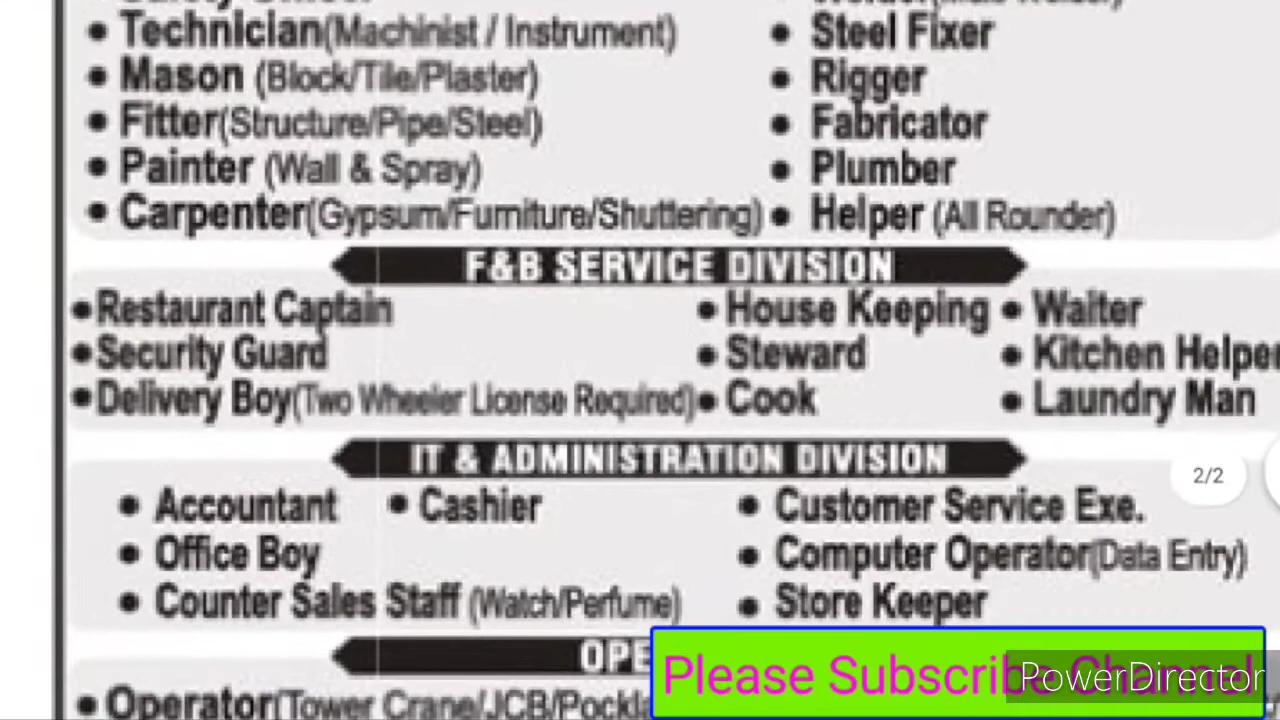 • Technician(Machinist / Instrument) • Steel Fixer
• Mason (Block/Tile/Plaster) • Rigger
• Fitter(Structure/Pipe/Steel) • Fabricator
• Painter (Wall & Spray) • Plumber
• Carpenter(Gypsum/Furniture/Shuttering) • Helper (All Rounder)
F&B SERVICE DIVISION
• Restaurant Captain • House Keeping • Waiter
• Security Guard • Steward • Kitchen Helper
• Delivery Boy(Two Wheeler License Required) • Cook • Laundry Man
IT & ADMINISTRATION DIVISION
2/2
• Accountant • Cashier • Customer Service Exe.
• Office Boy • Computer Operator(Data Entry)
• Counter Sales Staff (Watch/Perfume) • Store Keeper
OPE
Please Subscribe Channel
PowerDirector
• Operator(Tower Crane/JCB/Pockla